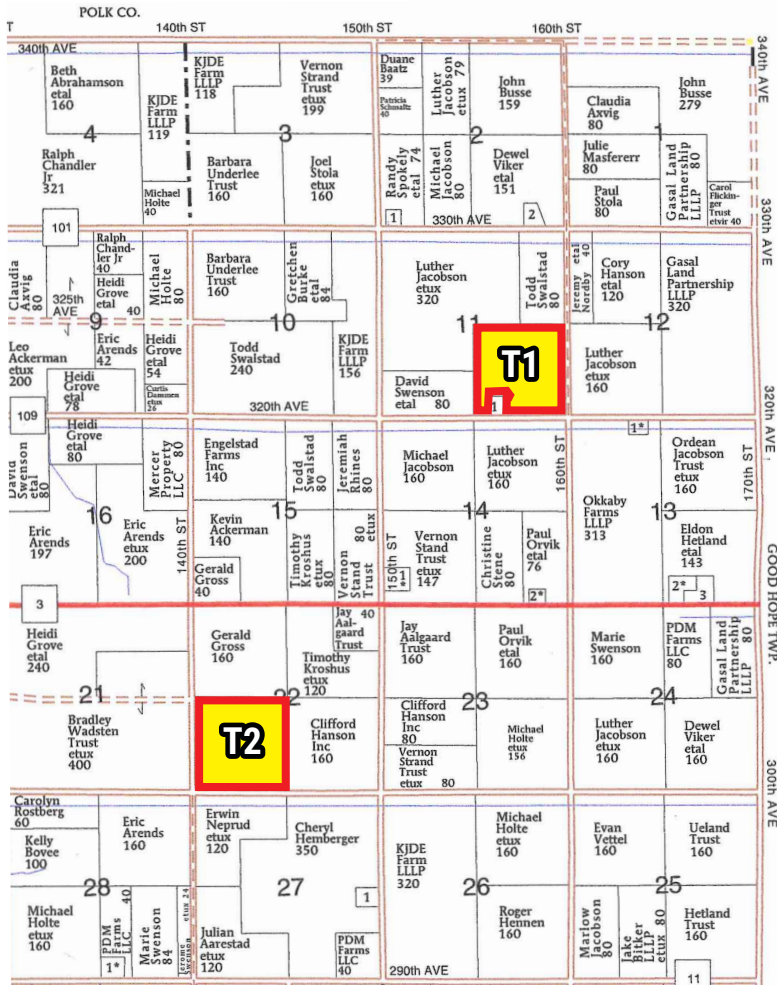 POLK CO.
T
140th ST
150th ST
160th ST
340th AVE
340th AVE
Beth
Abrahamson
etal
160
KJDE
Farm
LLLP
119
4
Ralph
Chandler
Jr
321
Michael
Holte
40
KJDE
Farm
LLLP
118
Vernon
Strand
Trust
etux
199
3
Barbara
Underlee
Trust
160
Joel
Stola
etux
160
Duane
Baatz
39
Patricia
Schmaltz
40
Luther
Jacobson
etux 79
John
Busse
159
2
Randy
Spokely
etal 74
Michael
Jacobson
80
Dewel
Viker
etal
151
1
2
330th AVE
John
Busse
279
Claudia
Axvig
80
1
Julie
Masfererr
80
Paul
Stola
80
Gasal Land
Partnership
LLLP 80
Carol
Flickin-
ger
Trust
etvir 40
330th AVE
101
Claudia
Axvig
80
Ralph
Chand-
ler Jr
40
Heidi
Grove
etal
40
Michael
Holte
80
325th
AVE
9
Leo
Ackerman
etux
200
Eric
Arends
42
Heidi
Grove
etal
54
Heidi
Grove
etal
78
Curtis
Dammen
etux
26
Barbara
Underlee
Trust
160
Gretchen
Burke
etal
84
10
Todd
Swalstad
240
KJDE
Farm
LLLP
156
320th AVE
Luther
Jacobson
etux
320
Todd
Swalstad
80
11
T1
David
Swenson
etal 80
1
Jeremy etal
Nordby 40
Cory
Hanson
etal
120
Gasal
Land
Partnership
LLLP
320
12
Luther
Jacobson
etux
160
320th AVE
109
David
Swenson
etal
80
Heidi
Grove
etal
80
Mercer
Property
LLC 80
16
Eric
Arends
197
Eric
Arends
etux
200
140th ST
Engelstad
Farms
Inc
140
Todd
Swalstad
80
Jeremiah
Rhines
80
15
Kevin
Ackerman
140
Gerald
Gross
40
Timothy
Kroshus
etux
80
Vernon
Stand
Trust
80 etux
Michael
Jacobson
160
Luther
Jacobson
etux
160
160th ST
14
150th ST
1
*
Vernon
Stand
Trust
etux
147
Christine
Stene
80
Paul
Orvik
etal
76
2*
1*
Ordean
Jacobson
Trust
etux
160
170th ST
Okkaby
Farms
LLLP
313
13
Eldon
Hetland
etal
143
2*
3
GOOD HOPE TWP.
3
Heidi
Grove
etal
240
21
Bradley
Wadsten
Trust
etux
400
Gerald
Gross
160
Jay 40
Aal-
gaard
Trust
Timothy
Kroshus
etux
120
22
T2
Clifford
Hanson
Inc
160
Jay
Aalgaard
Trust
160
Paul
Orvik
etal
160
23
Clifford
Hanson
Inc
80
Vernon
Strand
Trust
etux 80
Michael
Holte
etux
156
Marie
Swenson
160
PDM
Farms
LLC
80
Gasal Land
Partnership
LLLP 80
24
Luther
Jacobson
etux
160
Dewel
Viker
etal
160
300th AVE
Carolyn
Rostberg
60
Kelly
Bovee
100
Eric
Arends
160
28
Michael
Holte
etux
160
PDM
Farms
LLC 40
1*
Marie
Swenson
84
Jerome
Swenson
etux 24
Erwin
Neprud
etux
120
Cheryl
Hemberger
350
27
1
Julian
Aarestad
etux
120
PDM
Farms
LLC
40
KJDE
Farm
LLLP
320
Michael
Holte
etux
160
26
Roger
Hennen
160
290th AVE
Evan
Vettel
160
Ueland
Trust
160
25
Marlow
Jacobson
80
Jake
Bitker
LLLP
etux 80
Hetland
Trust
160
11